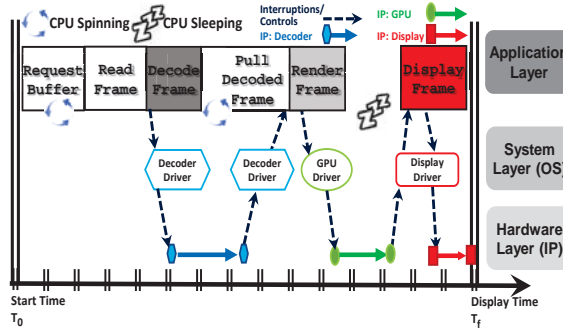 CPU Spinning
CPU Sleeping
Interruptions/
Controls
IP: Decoder
IP: GPU
IP: Display
Request
Buffer
Read
Frame
Decode
Frame
Pull
Decoded
Frame
Render
Frame
Display
Frame
Application
Layer
ZZZ
ZZZ
Decoder
Driver
Decoder
Driver
GPU
Driver
Display
Driver
System
Layer (OS)
Hardware
Layer (IP)
Start Time
T0
Display Time
Tf